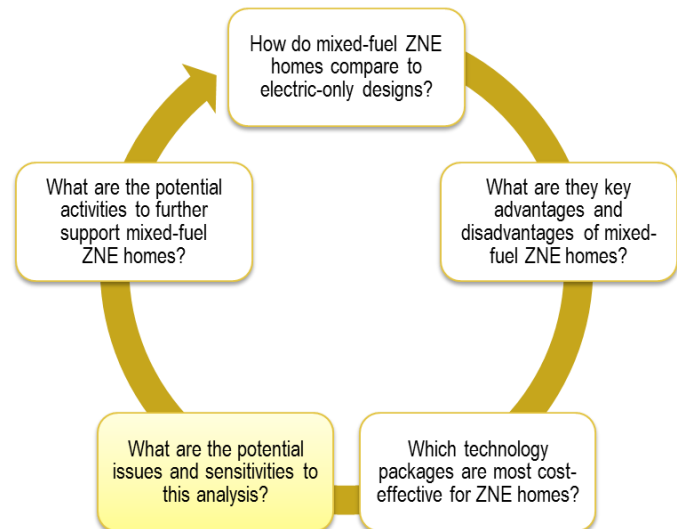 How do mixed-fuel ZNE
homes compare to
electric-only designs?
What are they key
advantages and
disadvantages of mixed-
fuel ZNE homes?
Which technology
packages are most cost-
effective for ZNE homes?
What are the potential
issues and sensitivities to
this analysis?
What are the potential
activities to further
support mixed-fuel
ZNE homes?